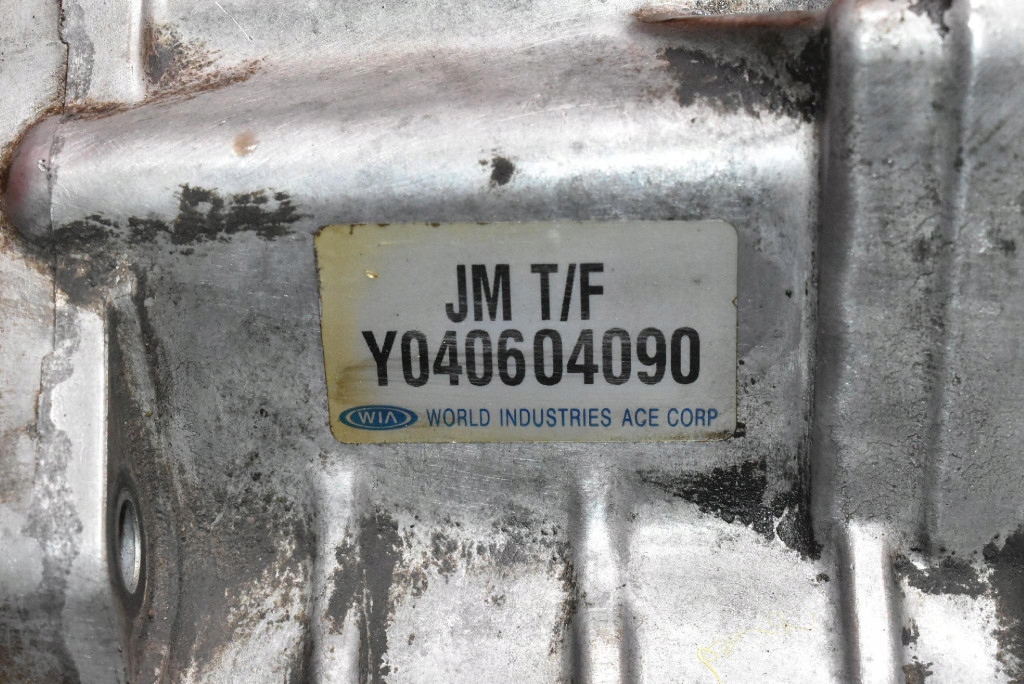 JM T/F
Y040604090
WIA WORLD INDUSTRIES ACE CORP